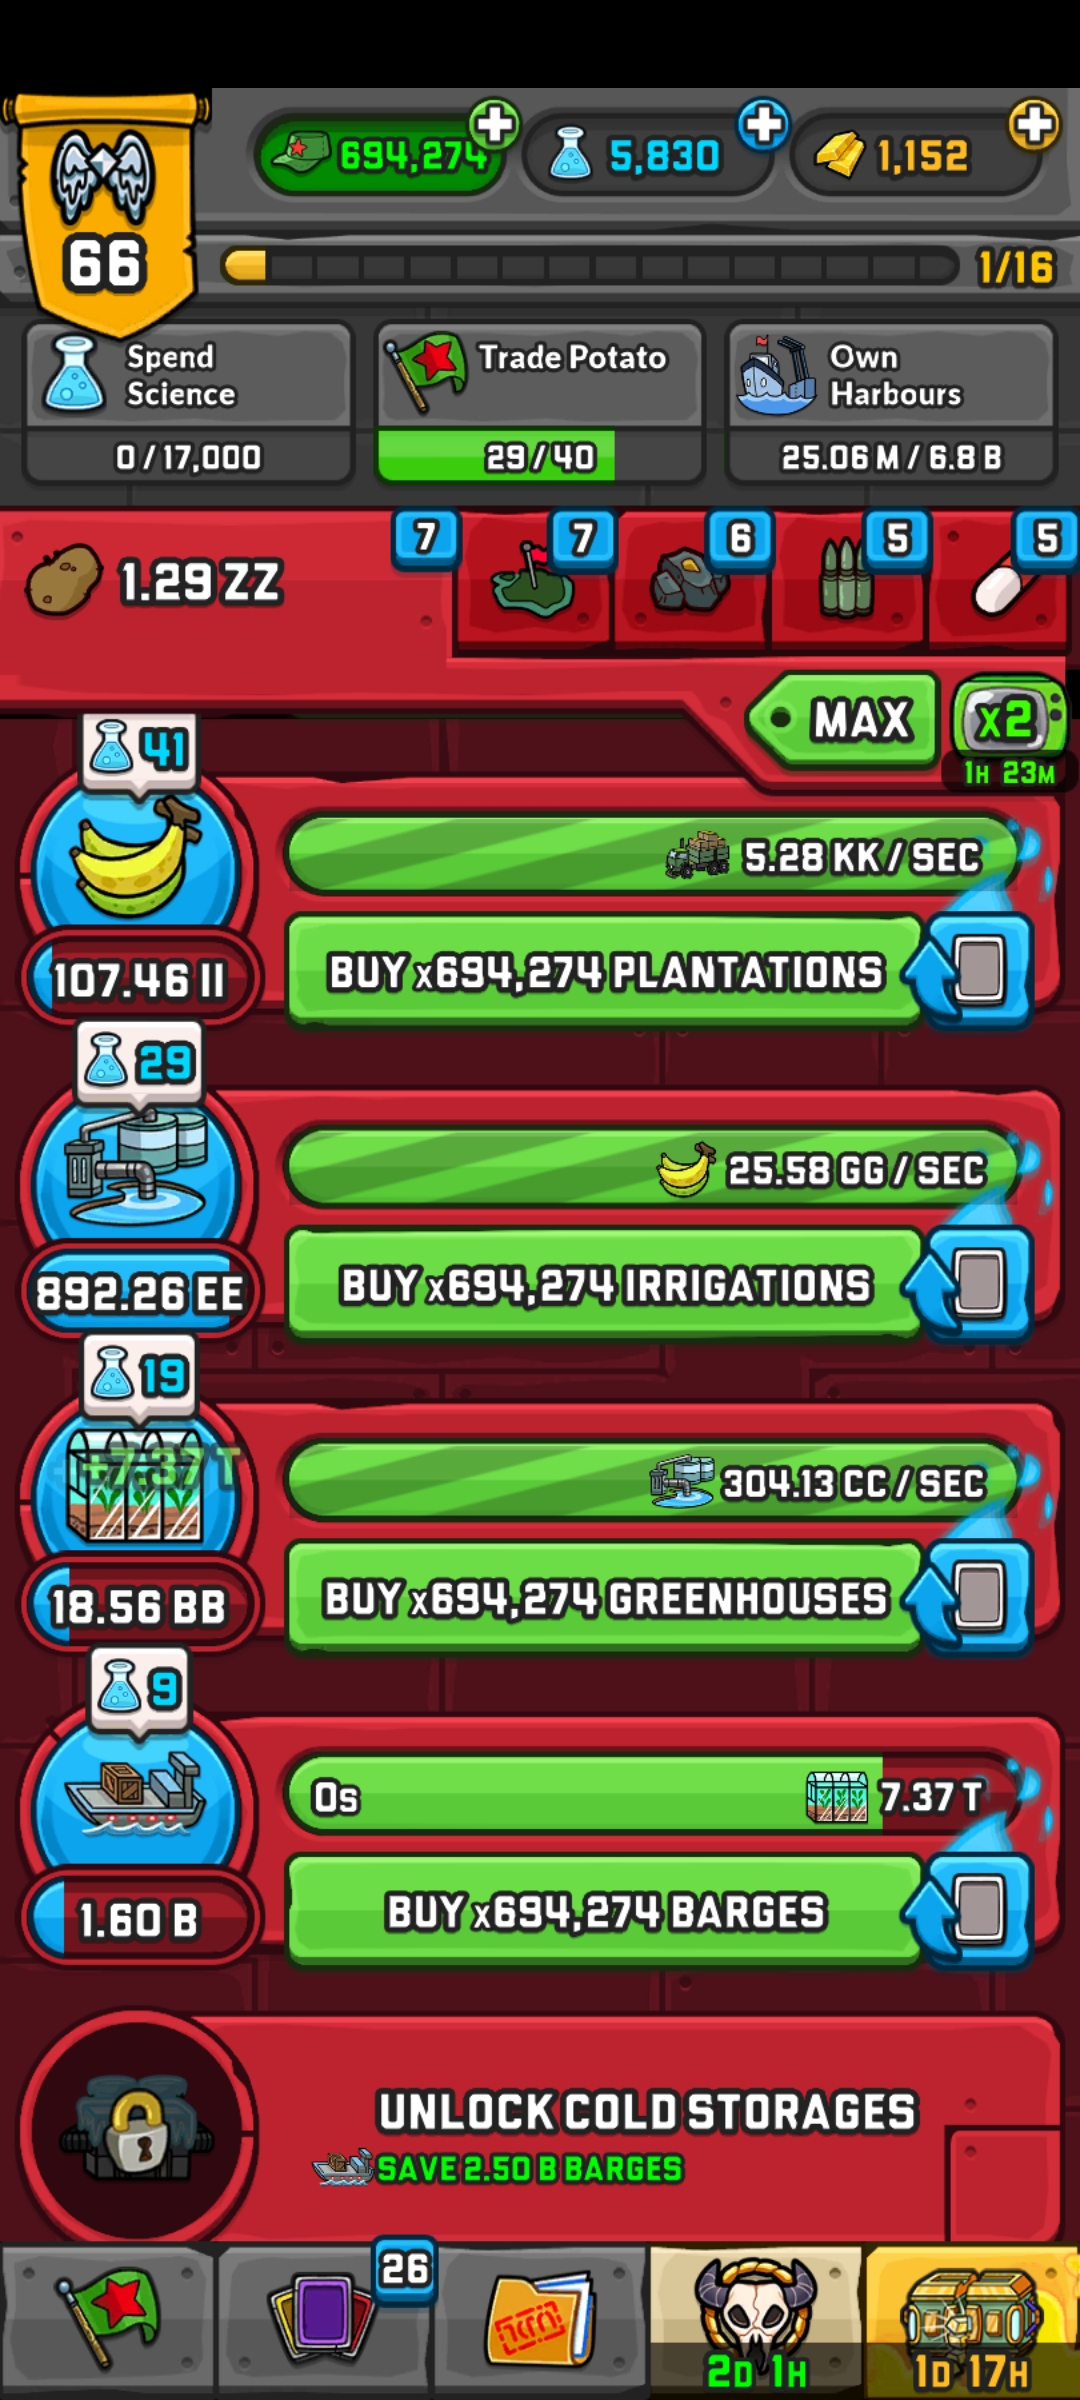 694,274
5,830
1,152
66
1/16
Spend
Science
0/17,000
Trade Potato
29/40
Own
Harbours
25.06 M / 6.8 B
1.29 ZZ
7
7
6
5
5
MAX
x2
1H 23M
41
5.28 KK / SEC
107.46 II
BUY x694,274 PLANTATIONS
29
25.58 GG / SEC
892.26 EE
BUY x694,274 IRRIGATIONS
19
+7.37 T
304.13 CC / SEC
18.56 BB
BUY x694,274 GREENHOUSES
9
0s
7.37 T
1.60 B
BUY x694,274 BARGES
UNLOCK COLD STORAGES
SAVE 2.50 B BARGES
26
2D 1H
1D 17H